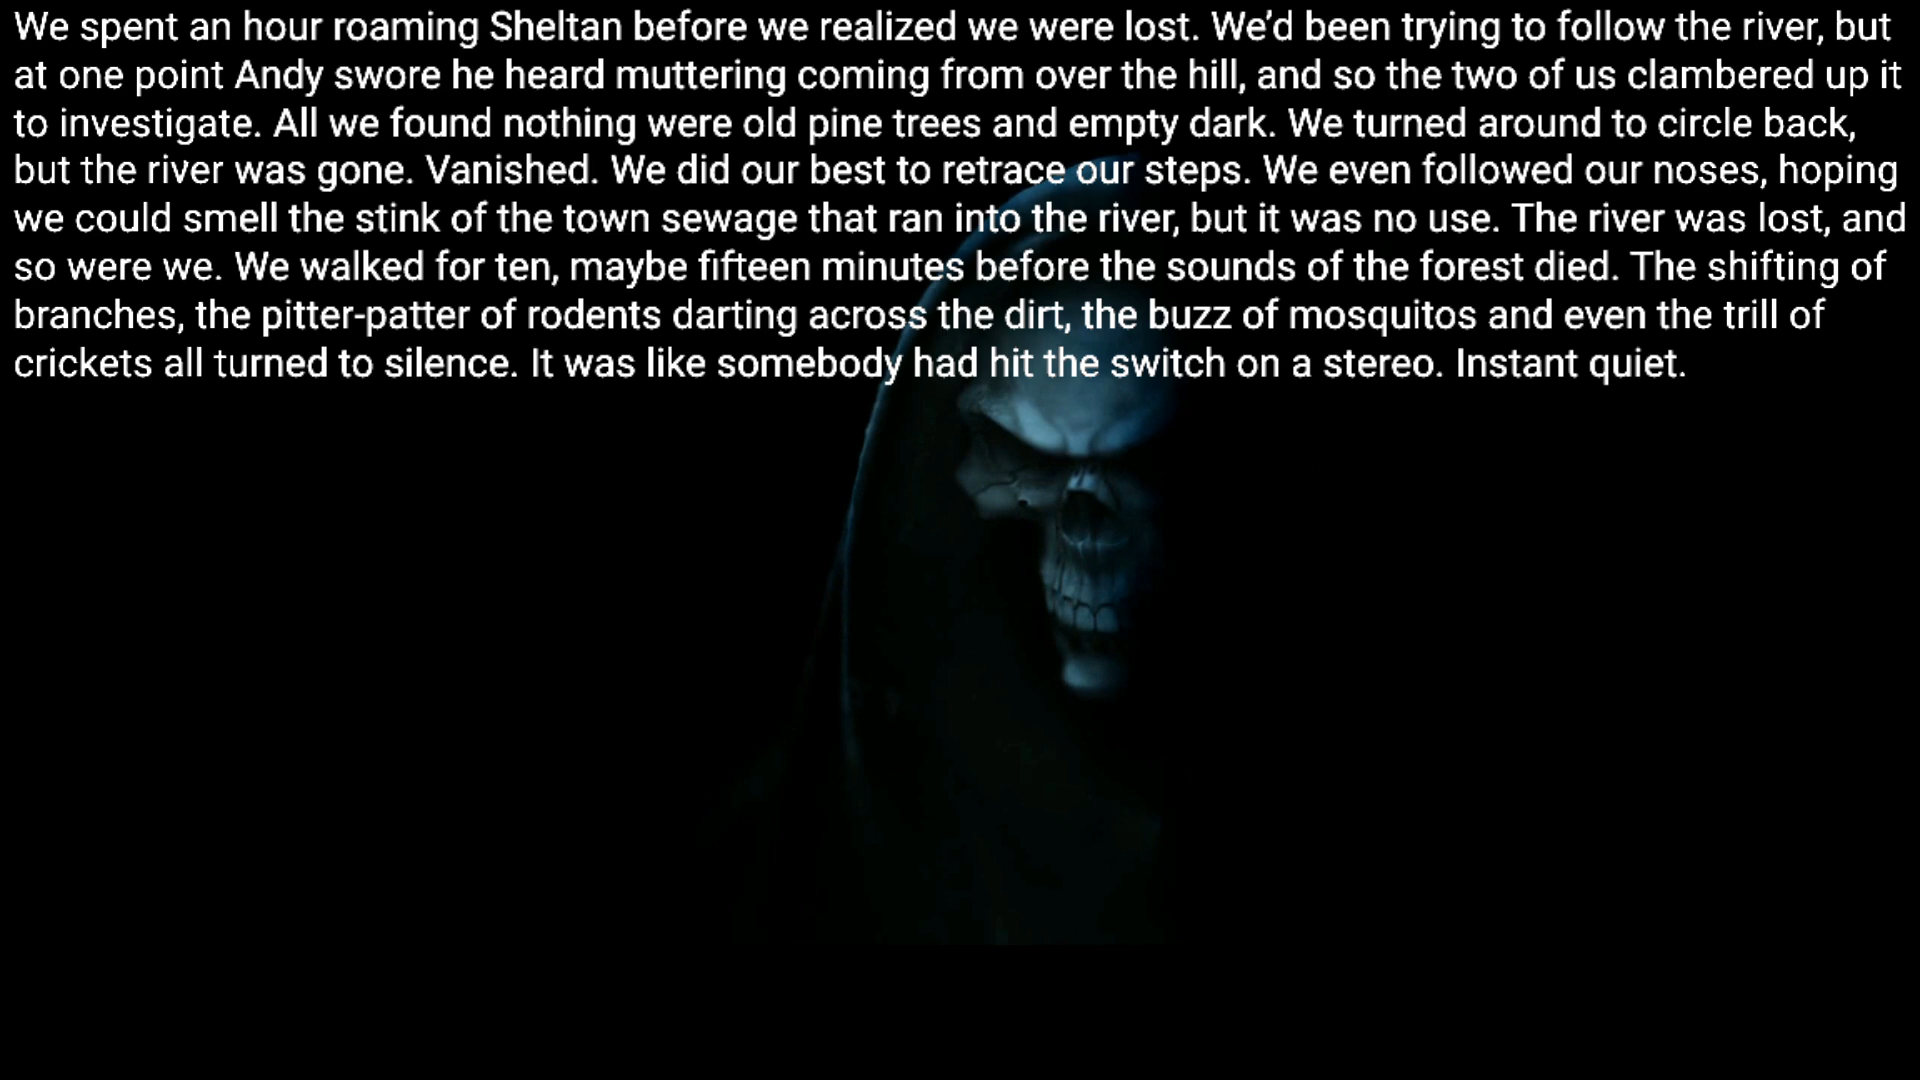 We spent an hour roaming Sheltan before we realized we were lost. We’d been trying to follow the river, but
at one point Andy swore he heard muttering coming from over the hill, and so the two of us clambered up it
to investigate. All we found nothing were old pine trees and empty dark. We turned around to circle back,
but the river was gone. Vanished. We did our best to retrace our steps. We even followed our noses, hoping
we could smell the stink of the town sewage that ran into the river, but it was no use. The river was lost, and
so were we. We walked for ten, maybe fifteen minutes before the sounds of the forest died. The shifting of
branches, the pitter-patter of rodents darting across the dirt, the buzz of mosquitos and even the trill of
crickets all turned to silence. It was like somebody had hit the switch on a stereo. Instant quiet.